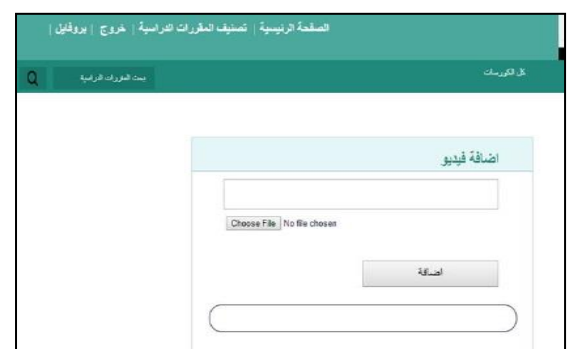 الصفحة الرئيسية | تصنيف المقررات الدراسية | خروج | بروفايل |
كل الكورسات
بحث المقررات الدراسية
اضافة فيديو
Choose File No file chosen
اضافة